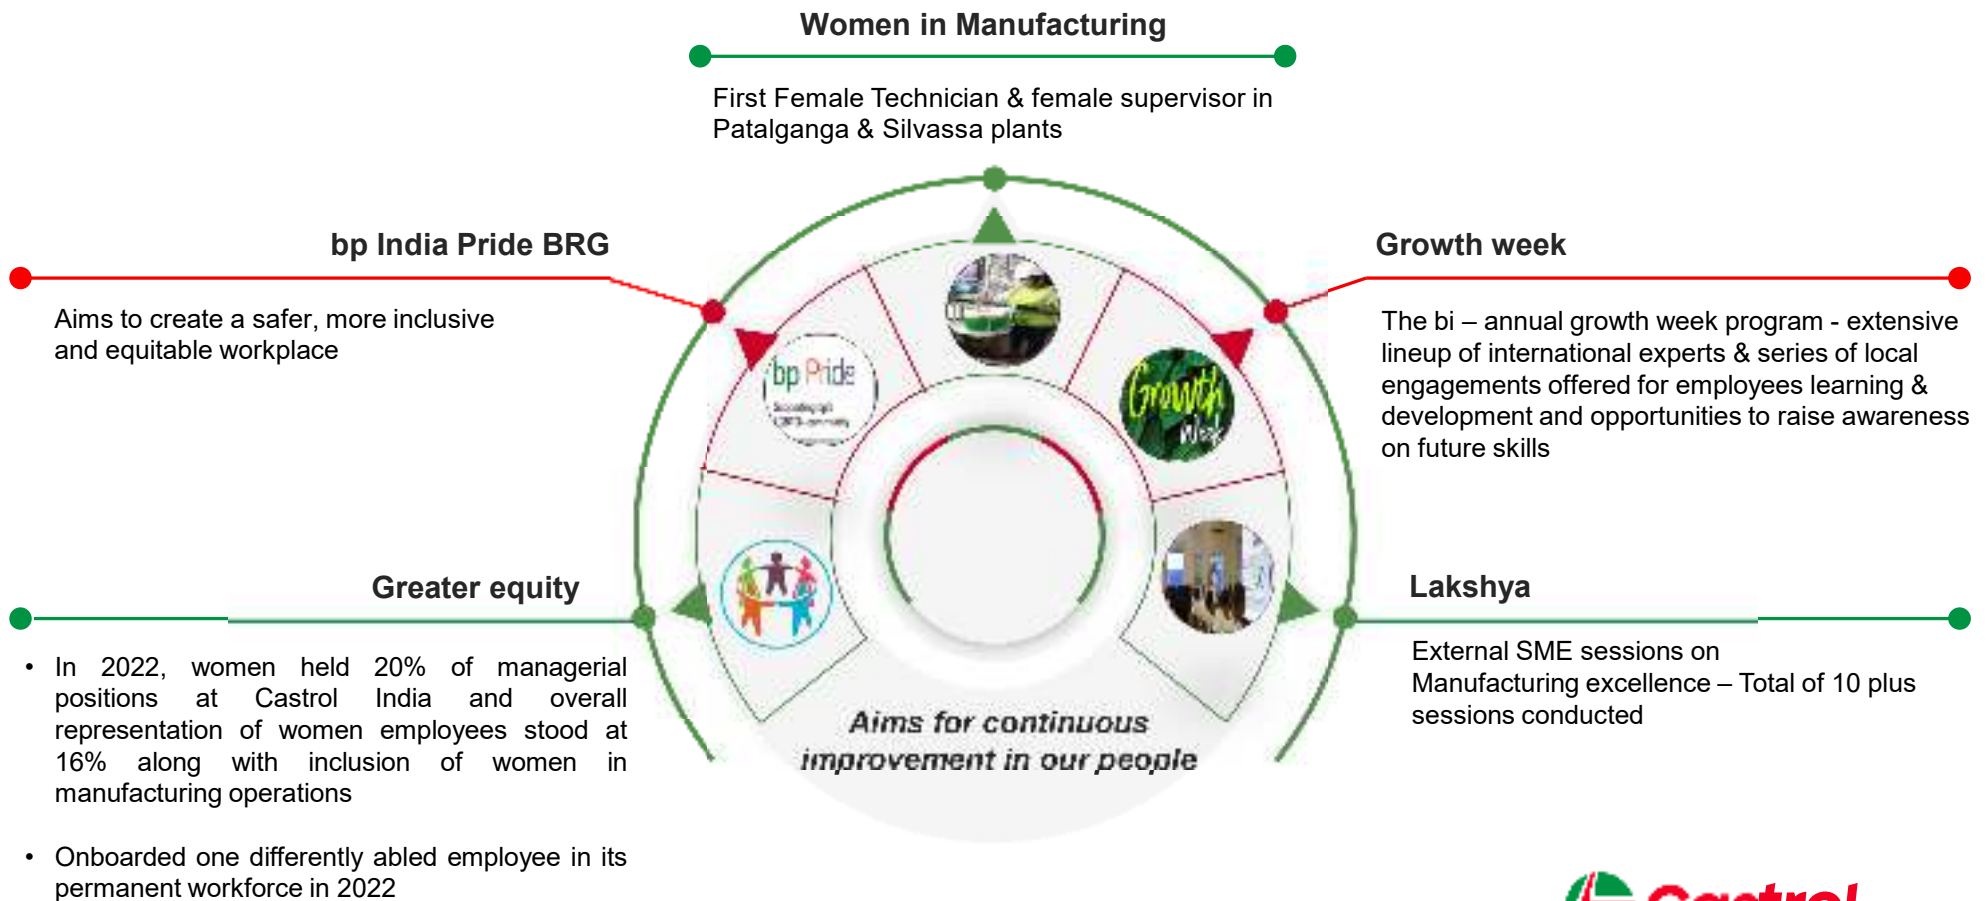 Women in Manufacturing
First Female Technician & female supervisor in
Patalganga & Silvassa plants
bp India Pride BRG
Aims to create a safer, more inclusive
and equitable workplace
Growth week
The bi – annual growth week program - extensive
lineup of international experts & series of local
engagements offered for employees learning &
development and opportunities to raise awareness
on future skills
bp Pride
Growth
Week
Greater equity
• In 2022, women held 20% of managerial
positions at Castrol India and overall
representation of women employees stood at
16% along with inclusion of women in
manufacturing operations
• Onboarded one differently abled employee in its
permanent workforce in 2022
Lakshya
External SME sessions on
Manufacturing excellence – Total of 10 plus
sessions conducted
Aims for continuous
improvement in our people
Castrol